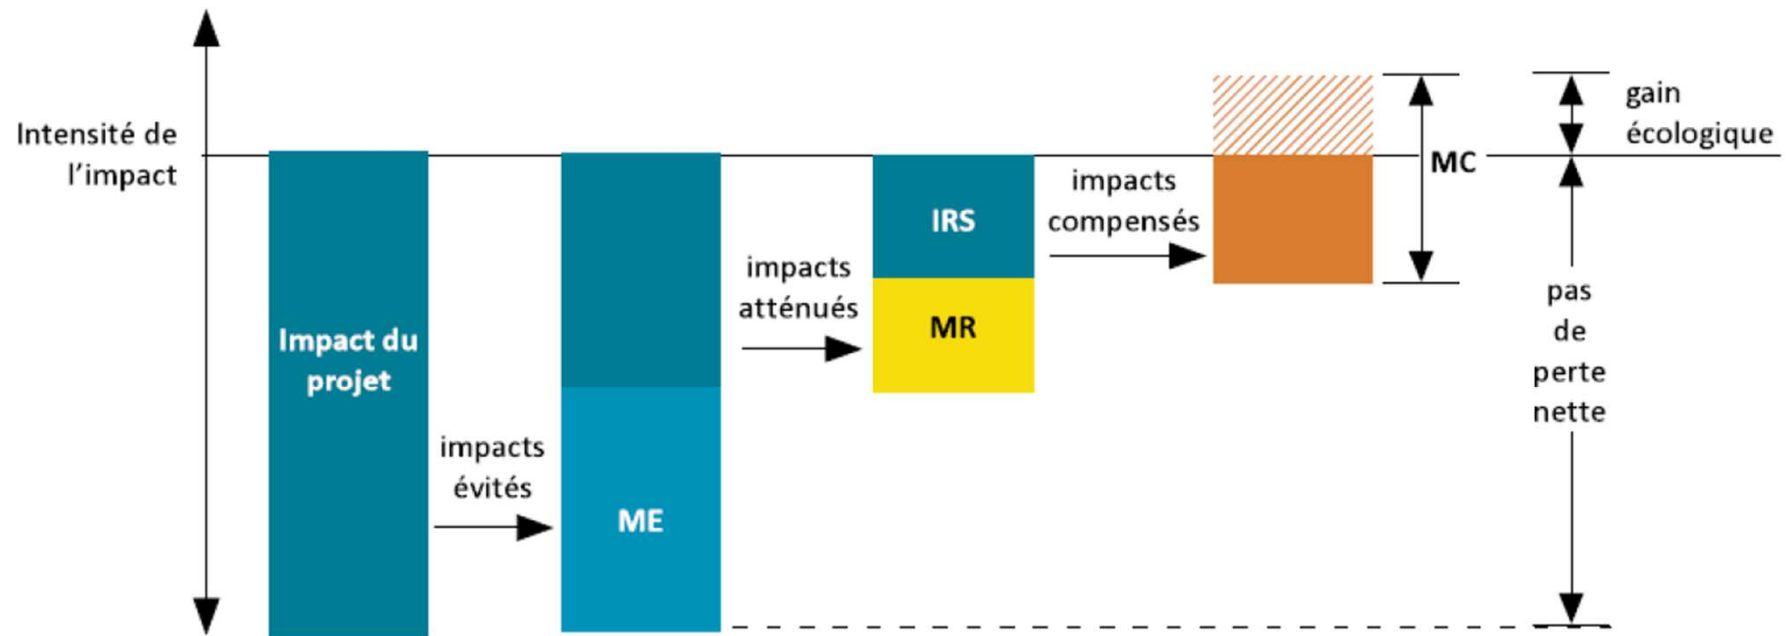 Intensité de
l’impact
Impact du
projet
impacts
évités
ME
impacts
atténués
IRS
MR
impacts
compensés
MC
gain
écologique
pas
de
perte
nette